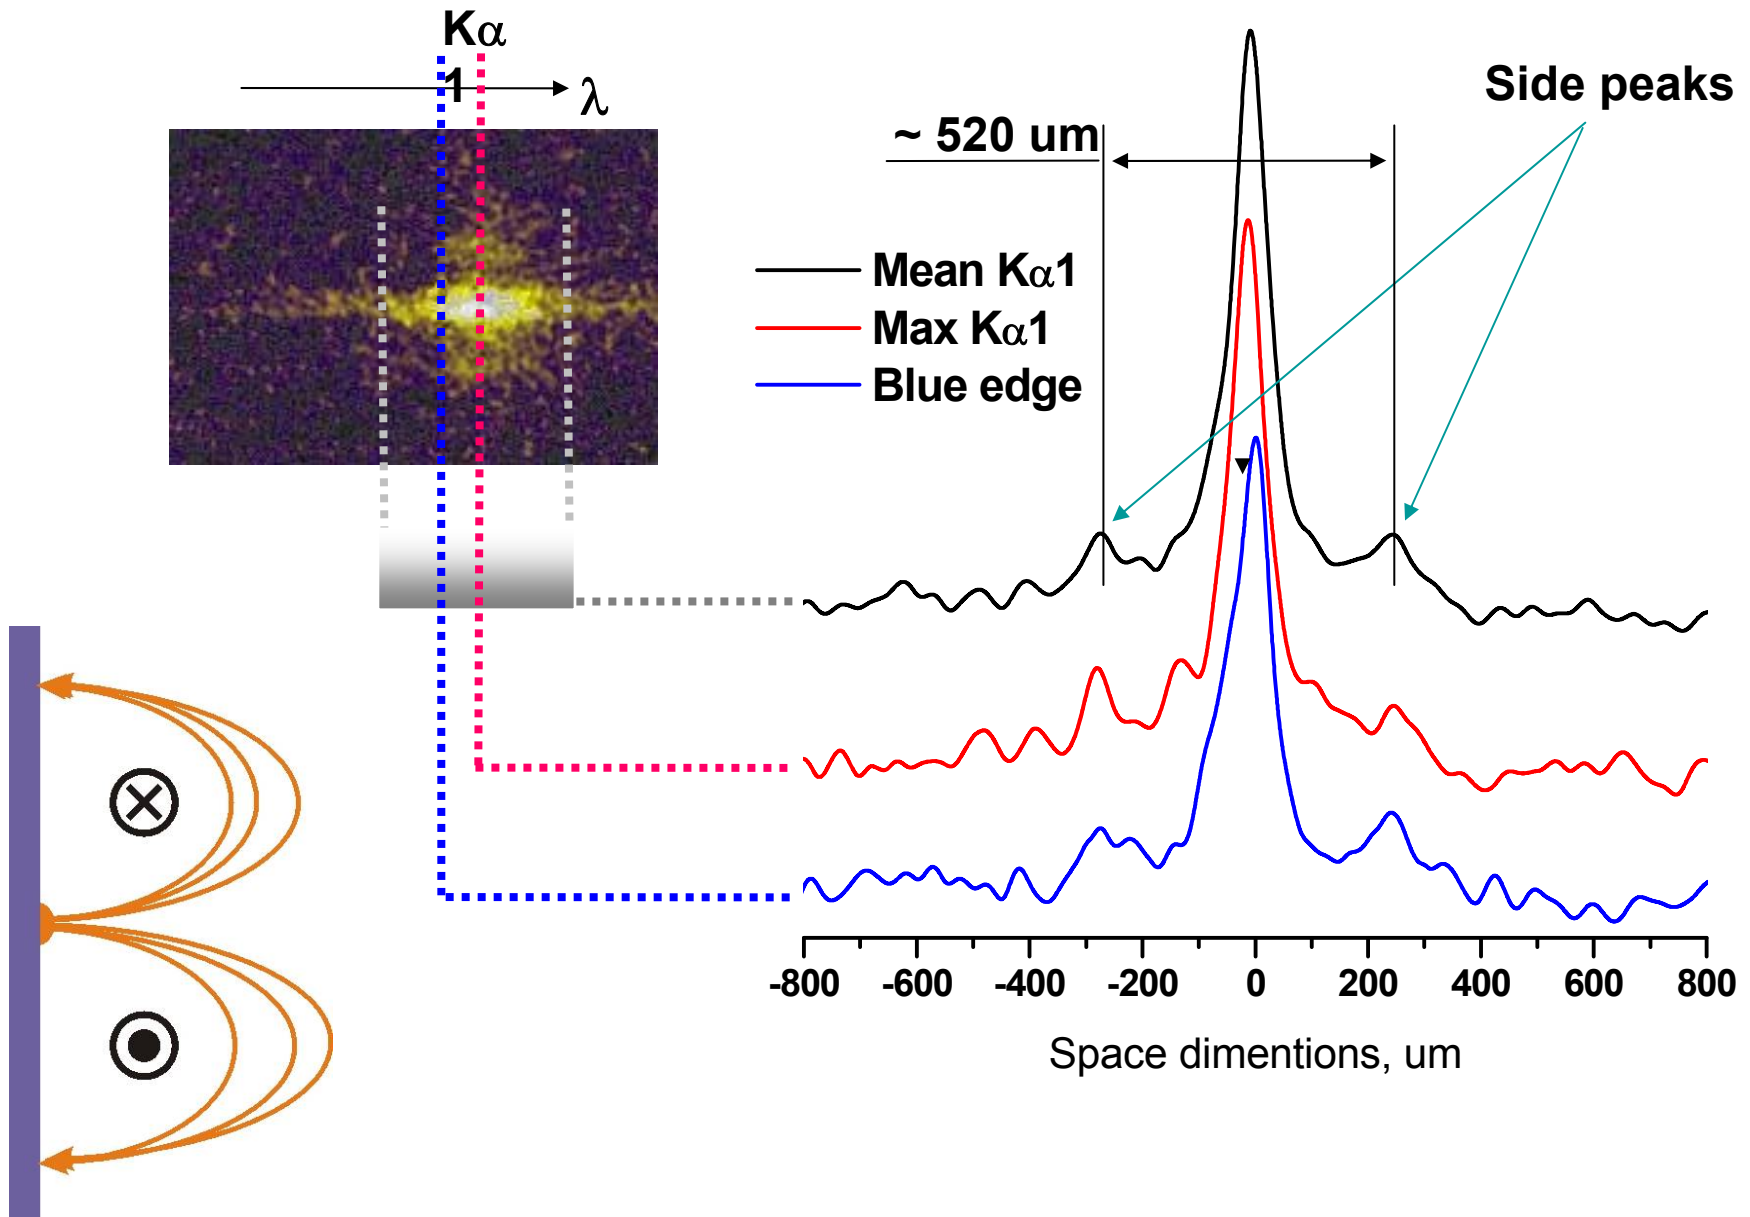 Kα
1
λ
Side peaks
~ 520 um
Mean Kα1
Max Kα1
Blue edge
-800 -600 -400 -200 0 200 400 600 800
Space dimentions, um